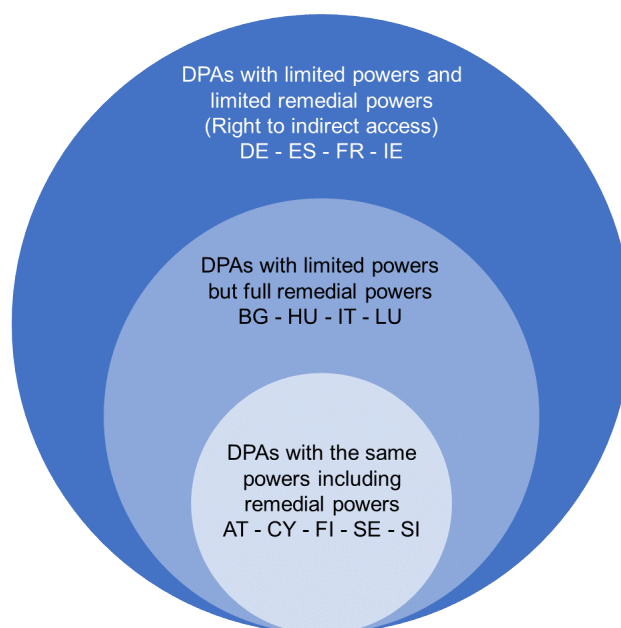 DPAs with limited powers and
limited remedial powers
(Right to indirect access)
DE - ES - FR - IE
DPAs with limited powers
but full remedial powers
BG - HU - IT - LU
DPAs with the same
powers including
remedial powers
AT - CY - FI - SE - SI